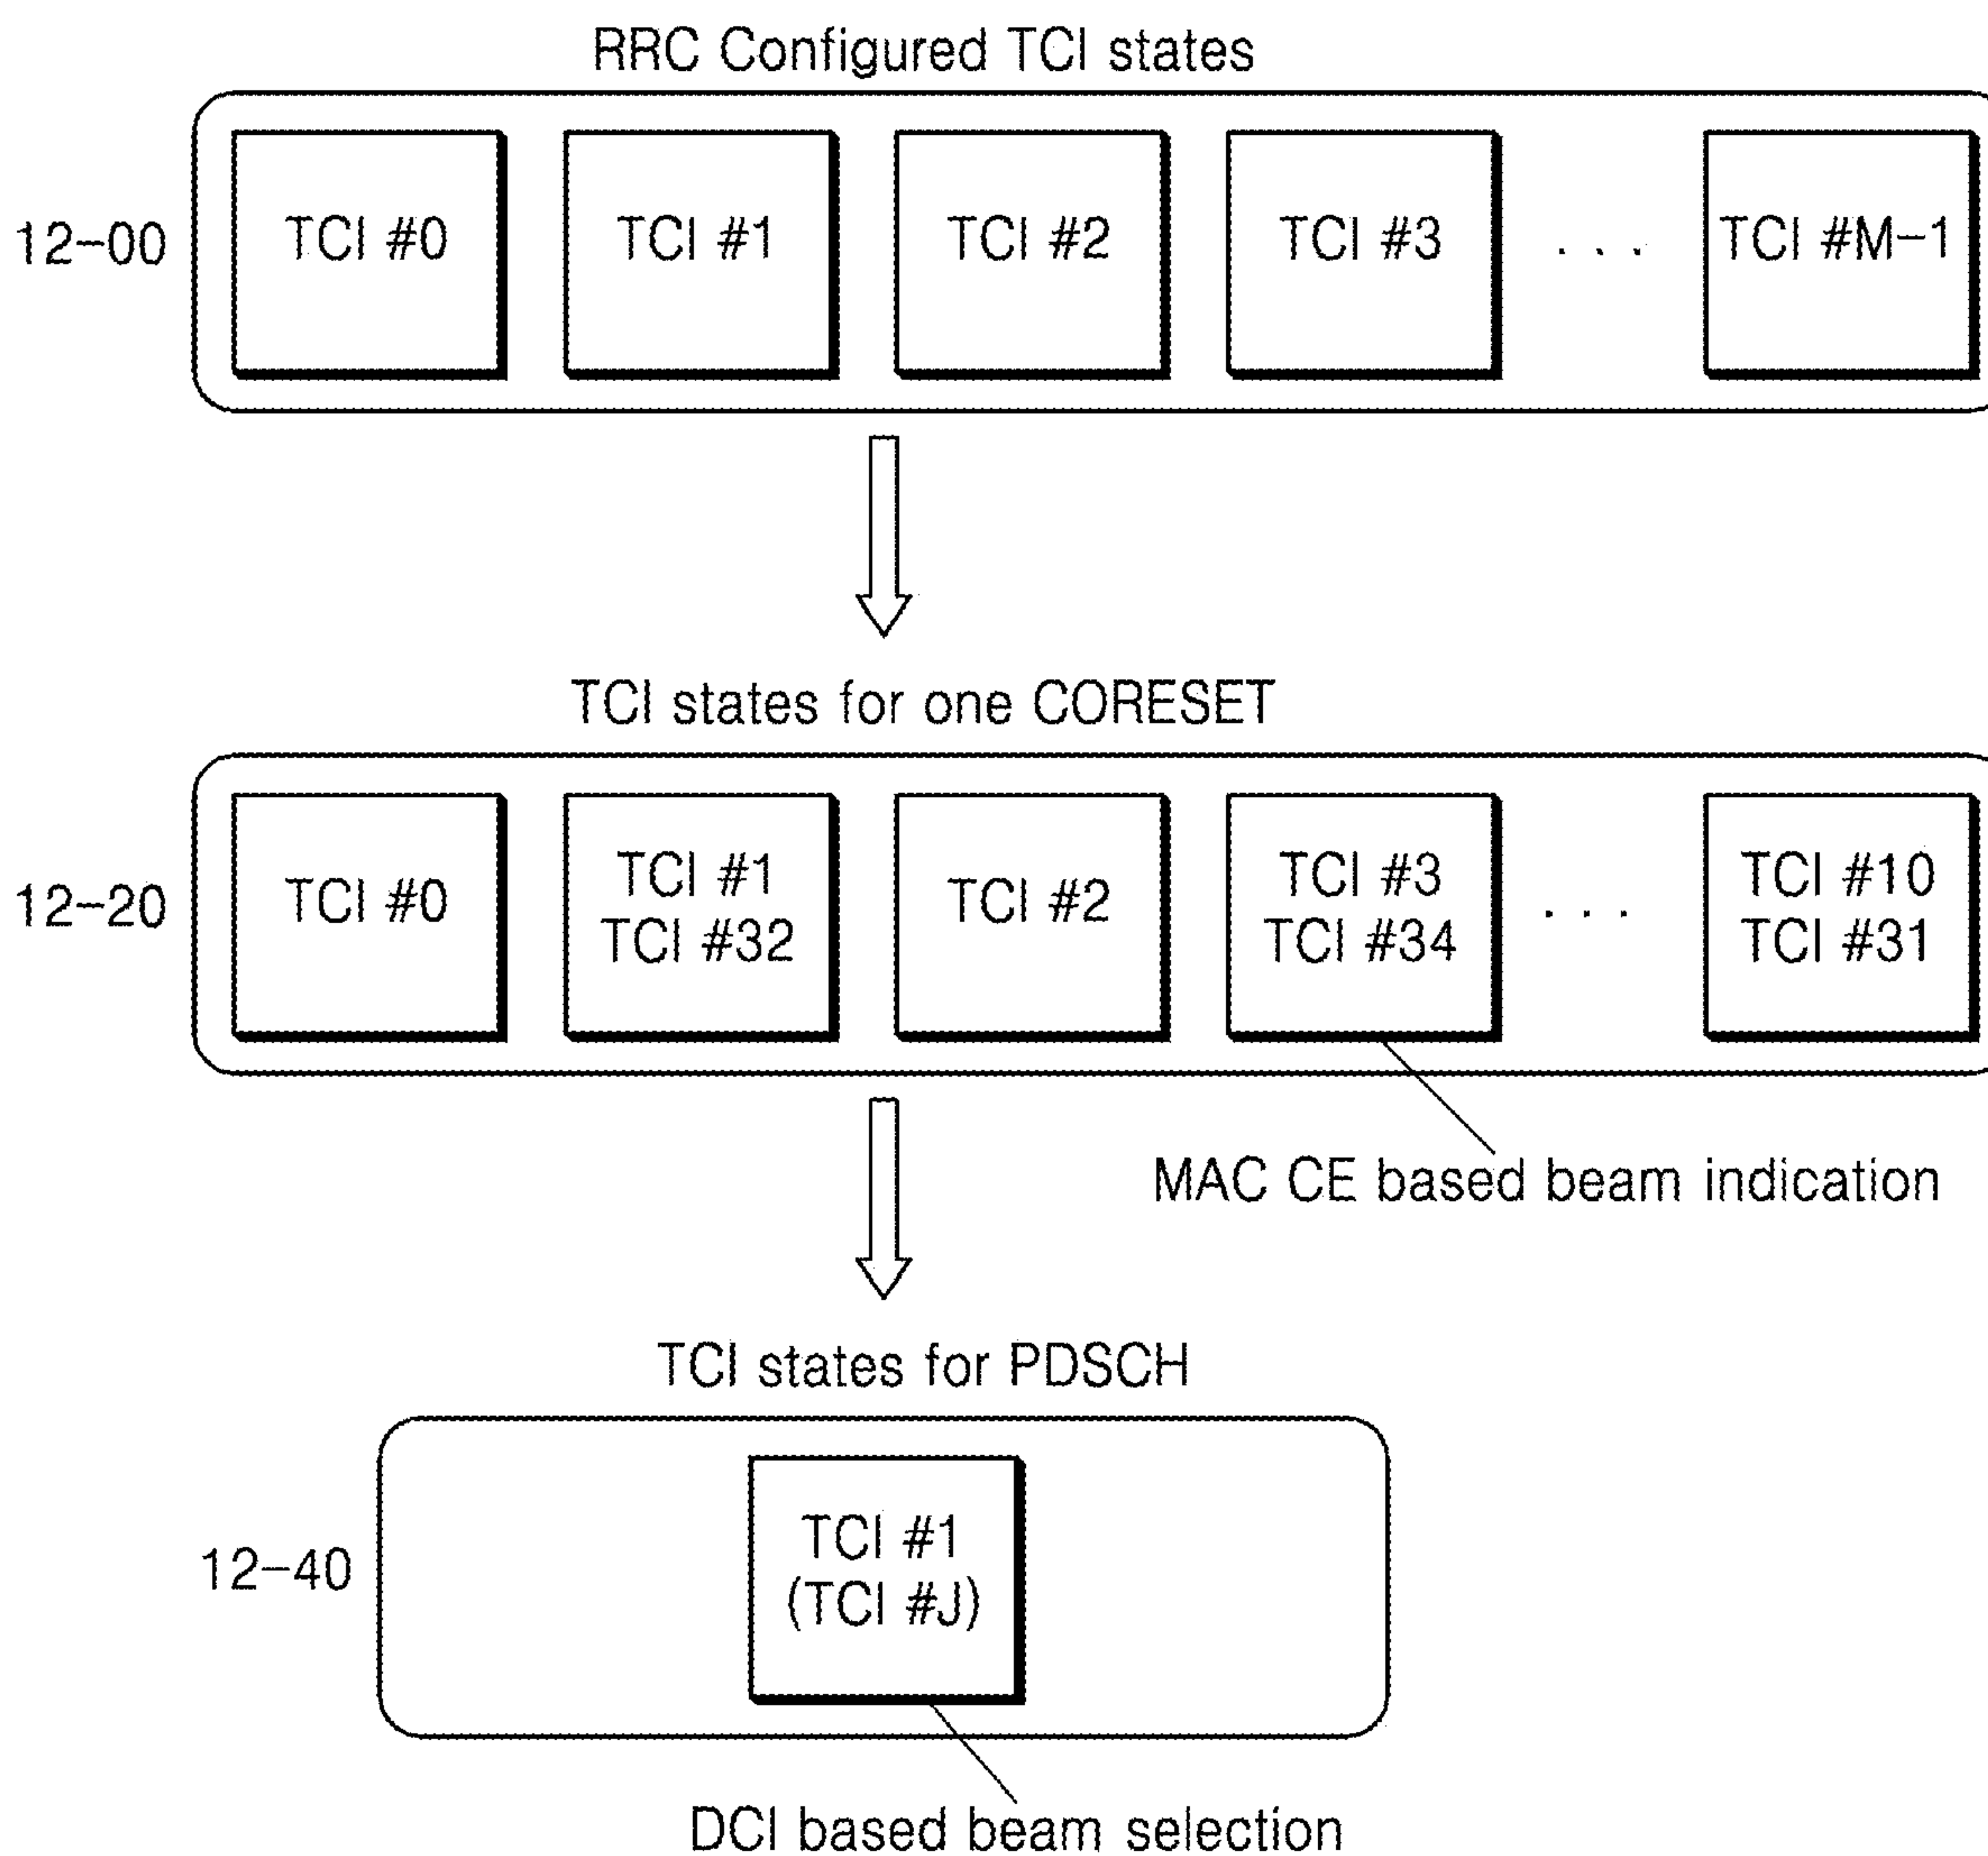 RRC Configured TCI states
12-00
TCI #0
TCI #1
TCI #2
TCI #3
. . .
TCI #M-1
TCI states for one CORESET
12-20
TCI #0
TCI #1
TCI #32
TCI #2
TCI #3
TCI #34
. . .
TCI #10
TCI #31
MAC CE based beam indication
TCI states for PDSCH
12-40
TCI #1
(TCI #J)
DCI based beam selection